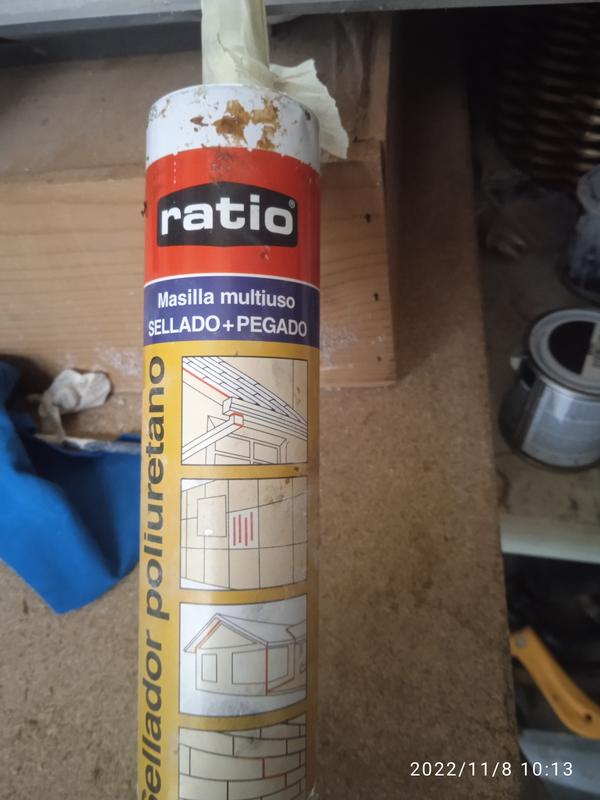 ratio®
Masilla multiuso
SELLADO+PEGADO
Sellador poliuretano
2022/11/8 10:13